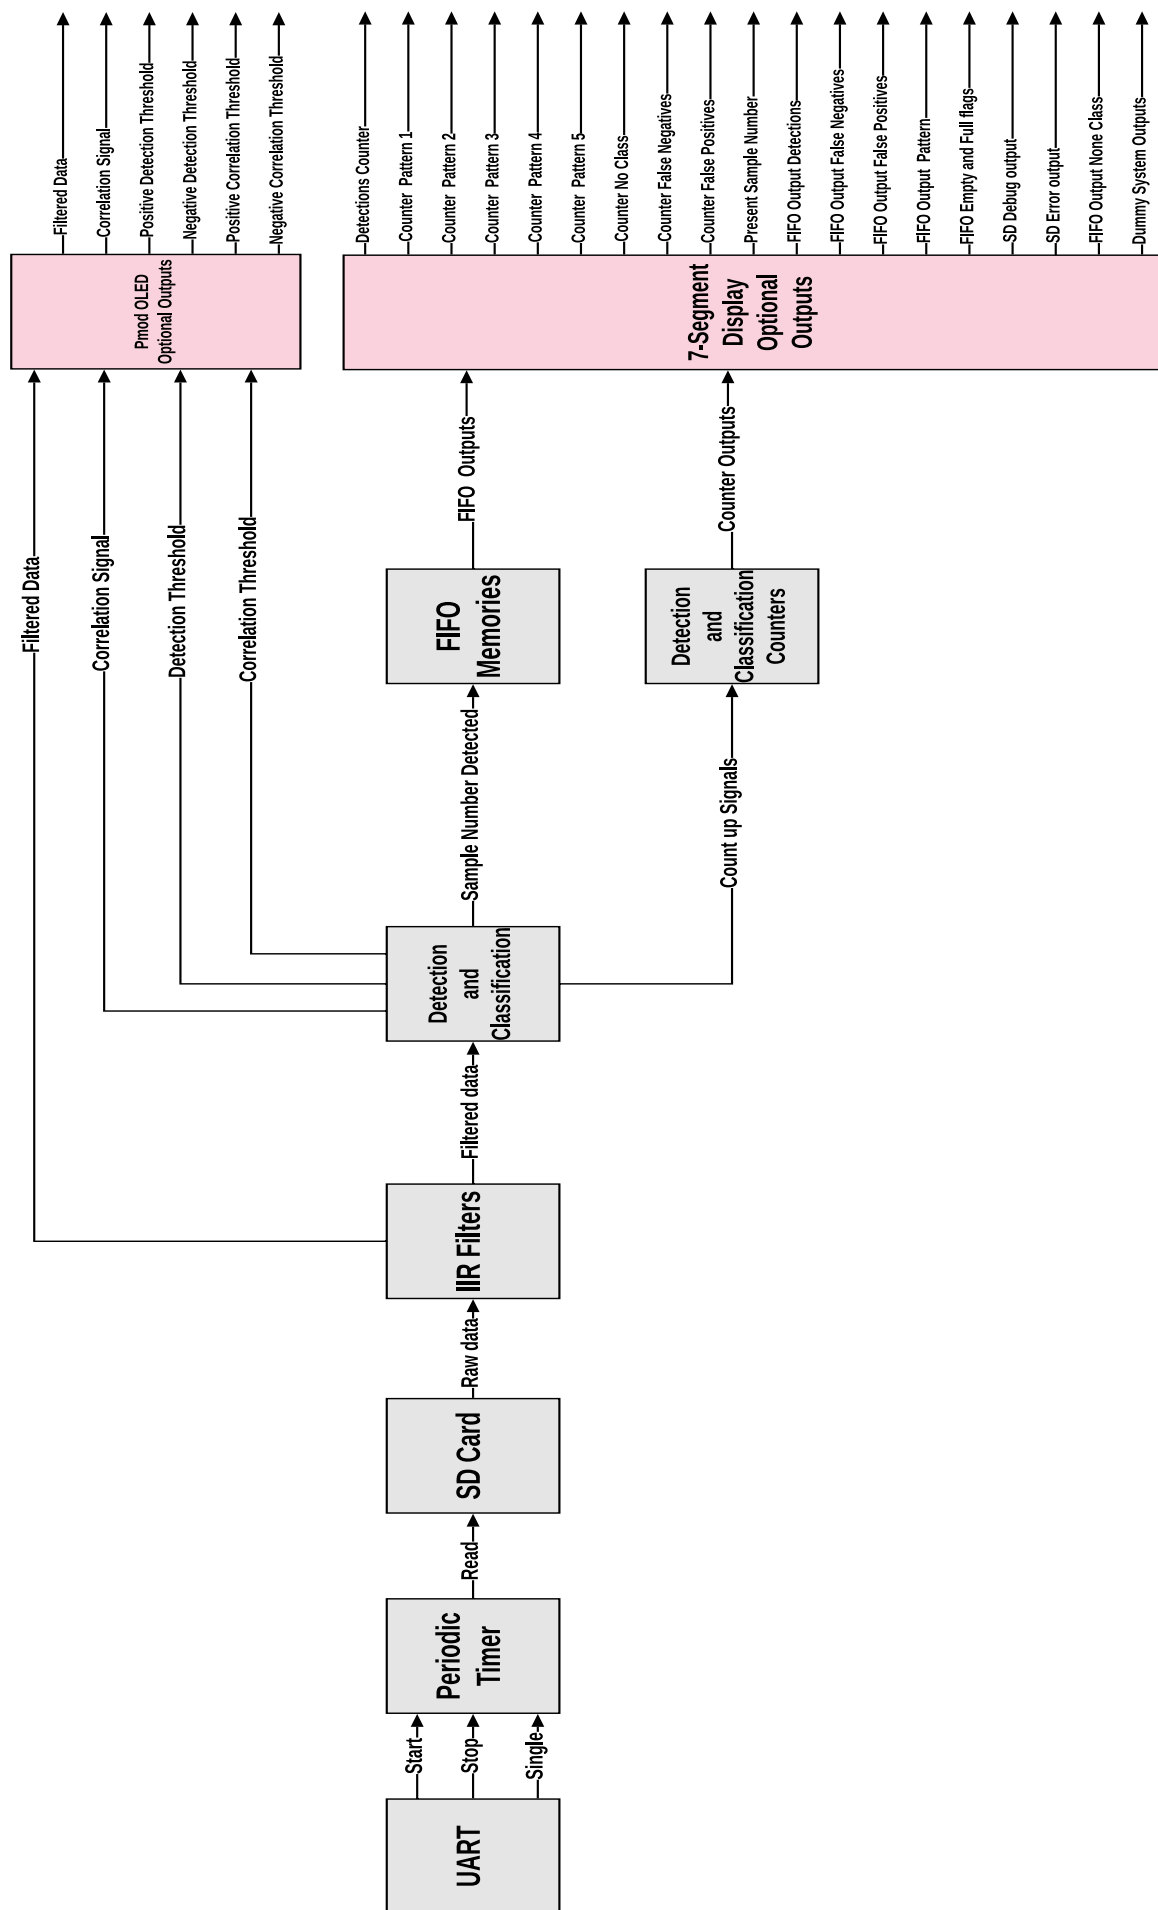 Filtered Data
Correlation Signal
Positive Detection Threshold
Negative Detection Threshold
Positive Correlation Threshold
Negative Correlation Threshold
Detections Counter
Counter Pattern 1
Counter Pattern 2
Counter Pattern 3
Counter Pattern 4
Counter Pattern 5
Counter No Class
Counter False Negatives
Counter False Positives
Present Sample Number
FIFO Output Detections
FIFO Output False Negatives
FIFO Output False Positives
FIFO Output Pattern
FIFO Empty and Full flags
SD Debug output
SD Error output
FIFO Output None Class
Dummy System Outputs
Pmod OLED
Optional Outputs
7-Segment
Display
Optional
Outputs
Filtered Data
Correlation Signal
Detection Threshold
Correlation Threshold
FIFO Outputs
Counter Outputs
FIFO
Memories
Detection
and
Classification
Counters
Sample Number Detected
Count up Signals
Detection
and
Classification
Filtered data
IIR Filters
Raw data
SD Card
Read
Periodic
Timer
Start
Stop
Single
UART